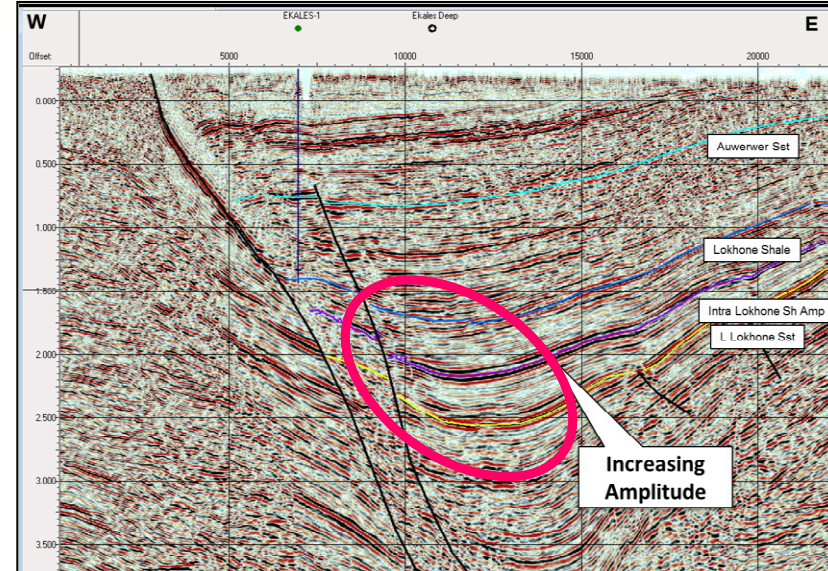 W
EKALES-1
Ekales Deep
E
Offset:
5000
10000
15000
20000
0.000
0.500
1.000
1.500
2.000
2.500
3.000
3.500
Auwerwer Sst
Lokhone Shale
Intra Lokhone Sh Amp
L Lokhone Sst
Increasing
Amplitude